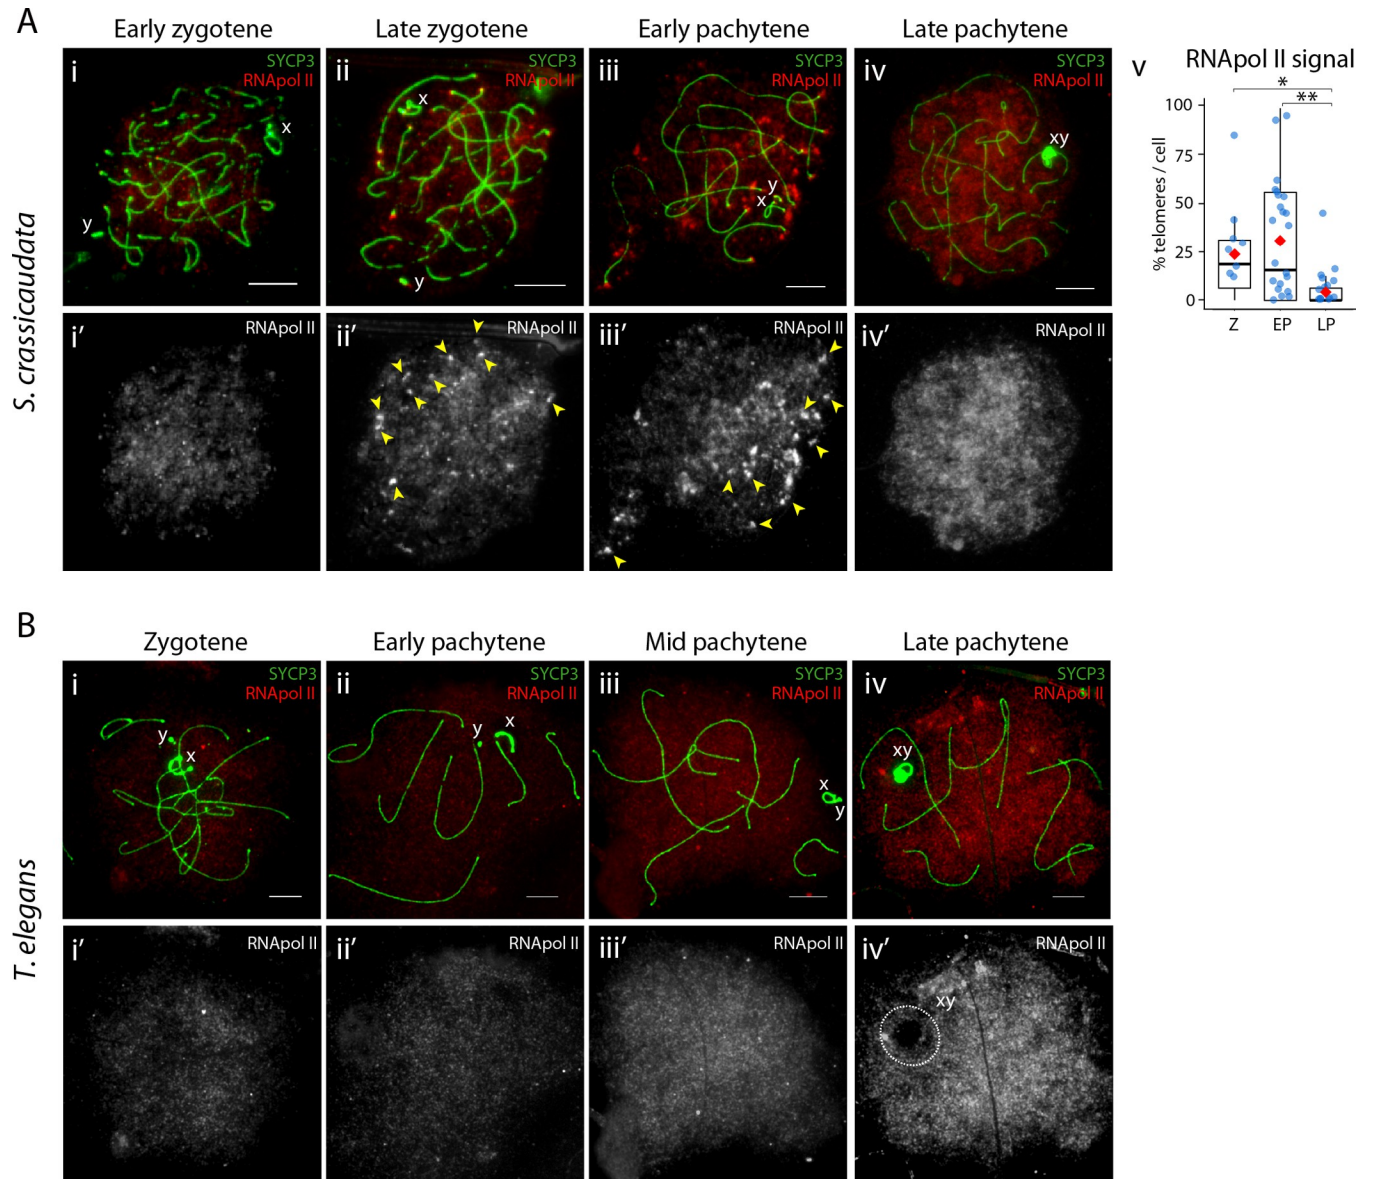 A
Early zygotene
Late zygotene
Early pachytene
Late pachytene
S. crassicaudata
i
SYCP3
RNApol II
x
y
ii
SYCP3
RNApol II
x
y
iii
SYCP3
RNApol II
y
x
iv
SYCP3
RNApol II
xy
v
RNApol II signal
*
**
% telomeres / cell
100
75
50
25
0
Z
EP
LP
i′
RNApol II
ii′
RNApol II
iii′
RNApol II
iv′
RNApol II
B
Zygotene
Early pachytene
Mid pachytene
Late pachytene
T. elegans
i
SYCP3
RNApol II
y
x
ii
SYCP3
RNApol II
y
x
iii
SYCP3
RNApol II
x
y
iv
SYCP3
RNApol II
xy
i′
RNApol II
ii′
RNApol II
iii′
RNApol II
iv′
RNApol II
xy